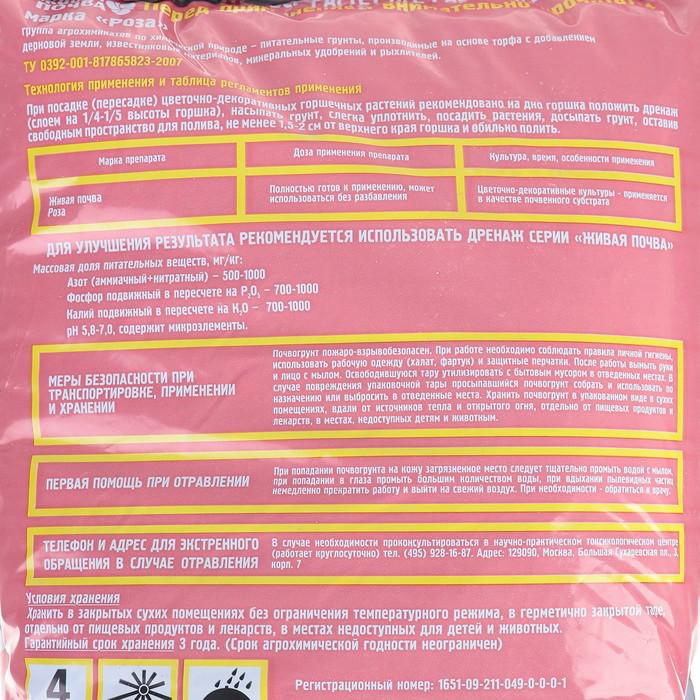 ПОЧВА
Марка «РОЗА»
группа агрохимикатов по химической природе – питательные грунты, производимые на основе торфа с добавлением
дерновой земли, известковых материалов, минеральных удобрений и рыхлителей.
ТУ 0392-001-817865823-2007
Технология применения и таблица регламентов применения
При посадке (пересадке) цветочно-декоративных горшечных растений рекомендовано на дно горшка положить дренаж
(слоем на 1/4-1/5 высоты горшка), насыпать грунт, слегка уплотнить, посадить растения, досыпать грунт, оставив
свободным пространство для полива, не менее 1,5-2 см от верхнего края горшка и обильно полить.
Марка препарата
Доза применения препарата
Культура, время, особенности применения
Живая почва
Роза
Полностью готов к применению, может
использоваться без разбавления
Цветочно-декоративные культуры - применяется
в качестве почвенного субстрата
ДЛЯ УЛУЧШЕНИЯ РЕЗУЛЬТАТА РЕКОМЕНДУЕТСЯ ИСПОЛЬЗОВАТЬ ДРЕНАЖ СЕРИИ «ЖИВАЯ ПОЧВА»
Массовая доля питательных веществ, мг/кг:
Азот (аммиачный+нитратный) – 500-1000
Фосфор подвижный в пересчете на P₂O₅ – 700-1000
Калий подвижный в пересчете на K₂O – 700-1000
pH 5,8-7,0, содержит микроэлементы.
МЕРЫ БЕЗОПАСНОСТИ ПРИ
ТРАНСПОРТИРОВКЕ, ПРИМЕНЕНИИ
И ХРАНЕНИИ
Почвогрунт пожаро-взрывобезопасен. При работе необходимо соблюдать правила личной гигиены,
использовать рабочую одежду (халат, фартук) и защитные перчатки. После работы вымыть руки
и лицо с мылом. Освободившуюся тару утилизировать с бытовым мусором в отведенных местах. В
случае повреждения упаковочной тары просыпавшийся почвогрунт собрать и использовать по
назначению или выбросить в отведенные места. Хранить почвогрунт в упакованном виде в сухих
помещениях, вдали от источников тепла и открытого огня, отдельно от пищевых продуктов и
лекарств, в местах, недоступных детям и животным.
ПЕРВАЯ ПОМОЩЬ ПРИ ОТРАВЛЕНИИ
При попадании почвогрунта на кожу загрязненное место следует тщательно промыть водой с мылом,
при попадании в глаза промыть большим количеством воды, при вдыхании пылевидных частиц
немедленно прекратить работу и выйти на свежий воздух. При необходимости - обратиться к врачу.
ТЕЛЕФОН И АДРЕС ДЛЯ ЭКСТРЕННОГО
ОБРАЩЕНИЯ В СЛУЧАЕ ОТРАВЛЕНИЯ
В случае необходимости проконсультироваться в научно-практическом токсикологическом центре
(работает круглосуточно) тел. (495) 928-16-87. Адрес: 129090, Москва, Большая Сухаревская пл., 3,
корп. 7
Условия хранения
Хранить в закрытых сухих помещениях без ограничения температурного режима, в герметично закрытой таре,
отдельно от пищевых продуктов и лекарств, в местах недоступных для детей и животных.
Гарантийный срок хранения 3 года. (Срок агрохимической годности неограничен)
4
Регистрационный номер: 1651-09-211-049-0-0-0-1